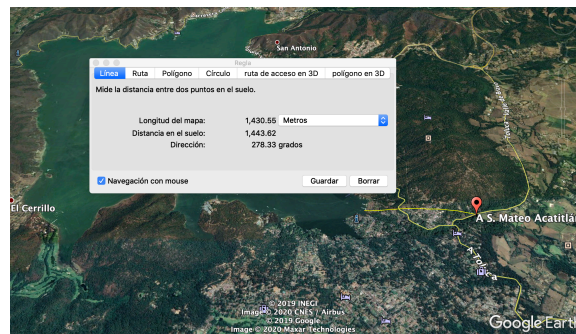 San Antonio
Regla
Línea Ruta Polígono Círculo ruta de acceso en 3D polígono en 3D
Mide la distancia entre dos puntos en el suelo.
Longitud del mapa: 1,430.55 Metros
Distancia en el suelo: 1,443.62
Dirección: 278.33 grados
Navegación con mouse Guardar Borrar
El Cerrillo
A S. Mateo Acatitlán
A Toluca
© 2019 INEGI
Image © 2020 CNES / Airbus
© 2019 Google
Image © 2020 Maxar Technologies
Google Earth